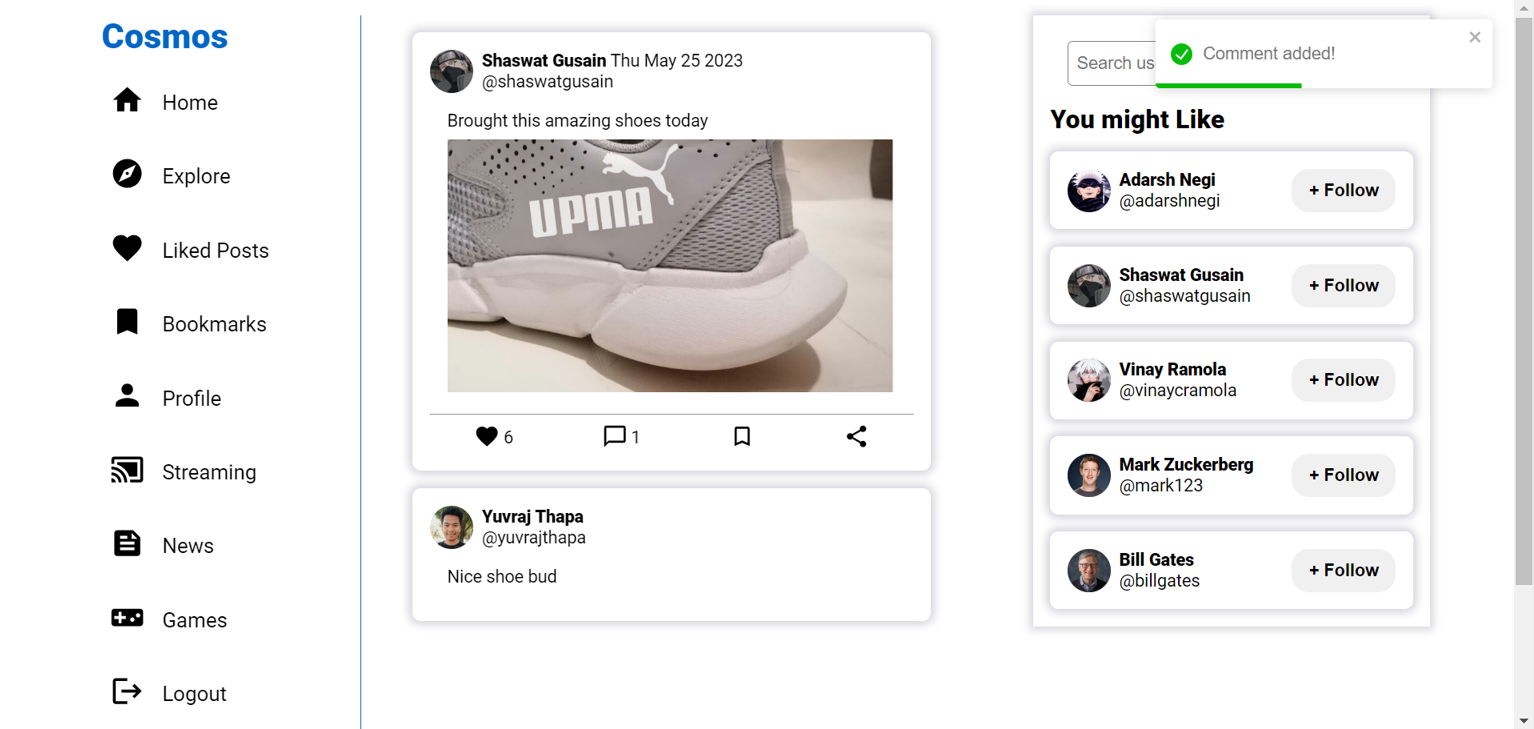 Cosmos
Home
Explore
Liked Posts
Bookmarks
Profile
Streaming
News
Games
Logout
Shaswat Gusain Thu May 25 2023
@shaswatgusain
Brought this amazing shoes today
UPMA
6
1
Yuvraj Thapa
@yuvrajthapa
Nice shoe bud
Comment added!
Search us
You might Like
Adarsh Negi
@adarshnegi
+ Follow
Shaswat Gusain
@shaswatgusain
+ Follow
Vinay Ramola
@vinaycramola
+ Follow
Mark Zuckerberg
@mark123
+ Follow
Bill Gates
@billgates
+ Follow